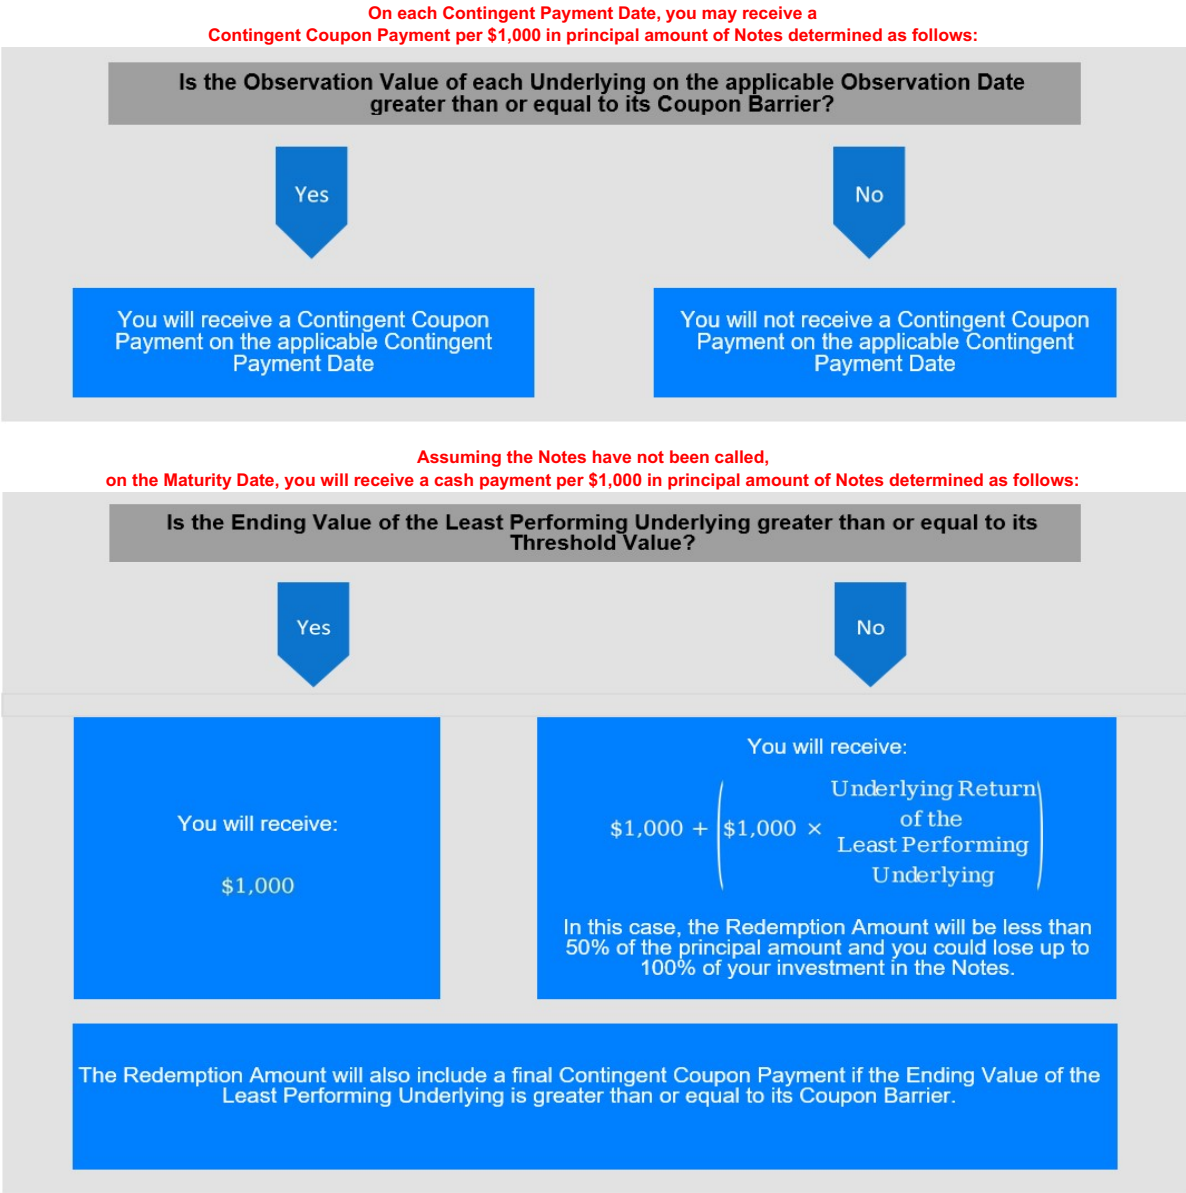 On each Contingent Payment Date, you may receive a
Contingent Coupon Payment per $1,000 in principal amount of Notes determined as follows:
Is the Observation Value of each Underlying on the applicable Observation Date
greater than or equal to its Coupon Barrier?
Yes
No
You will receive a Contingent Coupon
Payment on the applicable Contingent
Payment Date
You will not receive a Contingent Coupon
Payment on the applicable Contingent
Payment Date
Assuming the Notes have not been called,
on the Maturity Date, you will receive a cash payment per $1,000 in principal amount of Notes determined as follows:
Is the Ending Value of the Least Performing Underlying greater than or equal to its
Threshold Value?
Yes
No
You will receive:
$1,000
You will receive:
$1,000 + ($1,000 × Underlying Return
of the
Least Performing
Underlying)
In this case, the Redemption Amount will be less than
50% of the principal amount and you could lose up to
100% of your investment in the Notes.
The Redemption Amount will also include a final Contingent Coupon Payment if the Ending Value of the
Least Performing Underlying is greater than or equal to its Coupon Barrier.